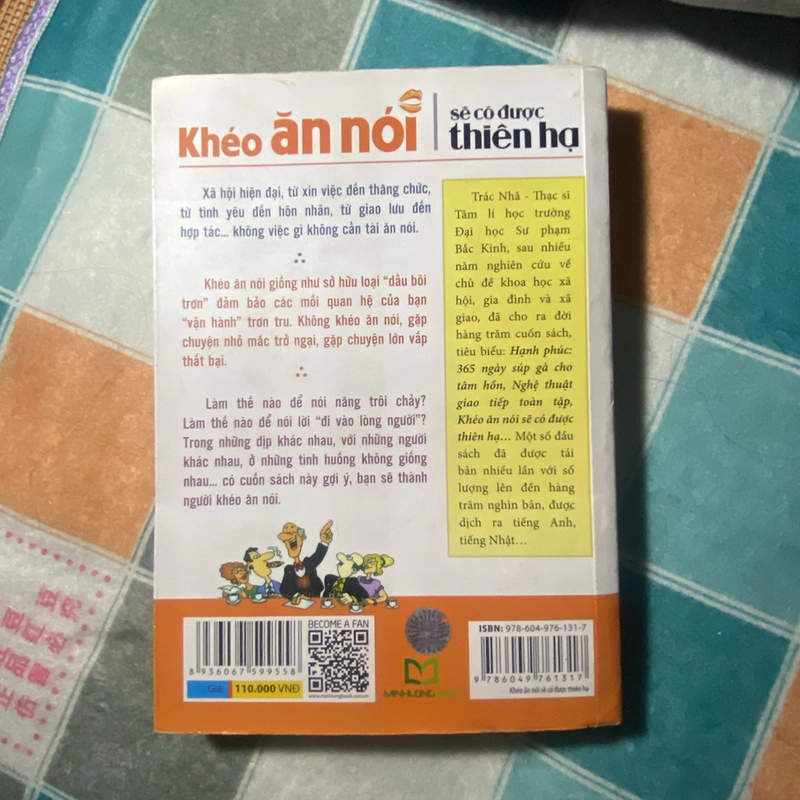 Khéo ăn nói
sẽ có được
thiên hạ
Xã hội hiện đại, từ xin việc đến thăng chức,
từ tình yêu đến hôn nhân, từ giao lưu đến
hợp tác... không việc gì không cần tài ăn nói.
Khéo ăn nói giống như sở hữu loại “dầu bôi
trơn” đảm bảo các mối quan hệ của bạn
“vận hành” trơn tru. Không khéo ăn nói, gặp
chuyện nhỏ mắc trở ngại, gặp chuyện lớn vấp
thất bại.
Làm thế nào để nói năng trôi chảy?
Làm thế nào để nói lời “đi vào lòng người”?
Trong những dịp khác nhau, với những người
khác nhau, ở những tình huống không giống
nhau... có cuốn sách này gợi ý, bạn sẽ thành
người khéo ăn nói.
Trác Nhã - Thạc sĩ
Tâm lí học trường
Đại học Sư phạm
Bắc Kinh, sau nhiều
năm nghiên cứu về
chủ đề khoa học xã
hội, gia đình và xã
giao, đã cho ra đời
hàng trăm cuốn sách,
tiêu biểu: Hạnh phúc:
365 ngày súp gà cho
tâm hồn, Nghệ thuật
giao tiếp toàn tập,
Khéo ăn nói sẽ có được
thiên hạ... Một số đầu
sách đã được tái
bản nhiều lần với số
lượng lên đến hàng
trăm nghìn bản, được
dịch ra tiếng Anh,
tiếng Nhật...
8 936067 599558
Giá: 110.000 VNĐ
BECOME A FAN
www.minhlongbook.com.vn
MINHLONG
ISBN: 978-604-976-131-7
9 786049 761317
Khéo ăn nói sẽ có được thiên hạ